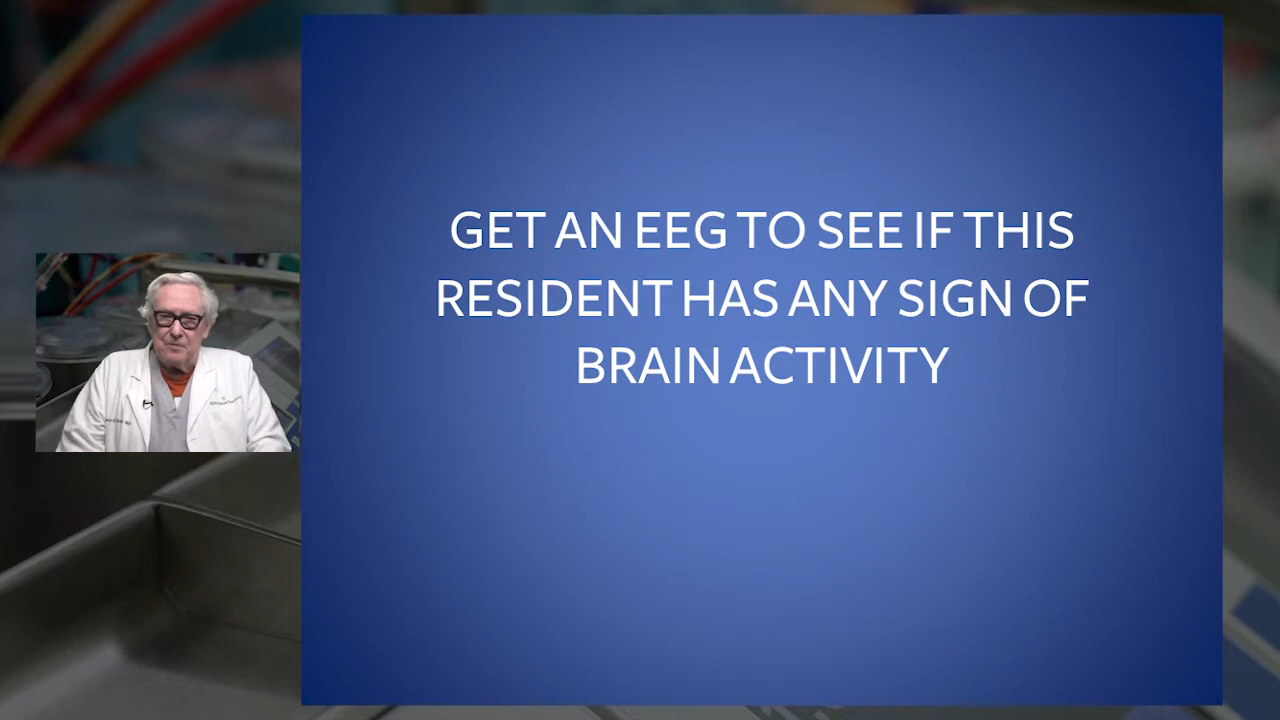 GET AN EEG TO SEE IF THIS
RESIDENT HAS ANY SIGN OF
BRAIN ACTIVITY